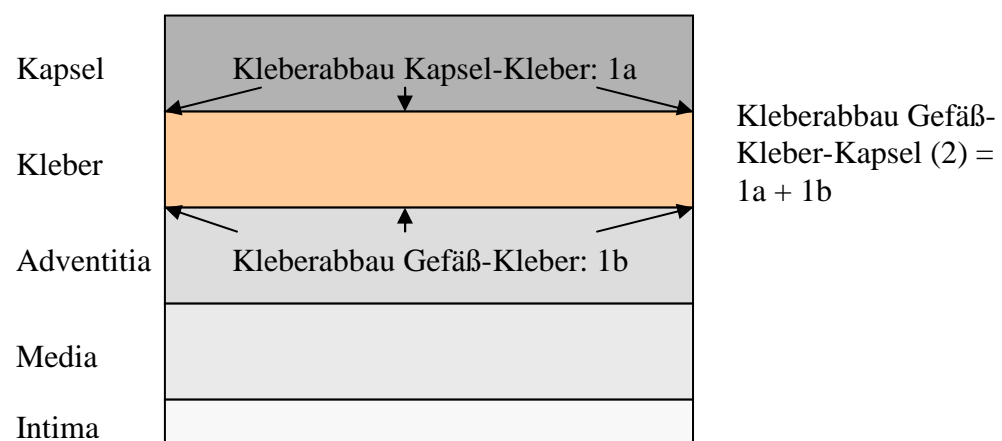 Kapsel
Kleberabbau Kapsel-Kleber: 1a
Kleber
Adventitia
Kleberabbau Gefäß-Kleber: 1b
Media
Intima
Kleberabbau Gefäß-
Kleber-Kapsel (2) =
1a + 1b